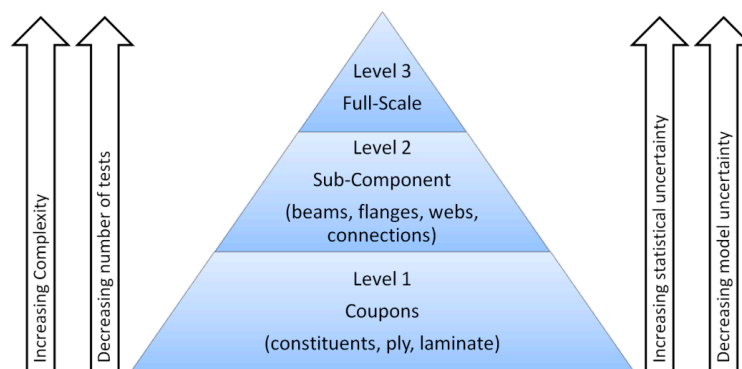 Increasing Complexity
Decreasing number of tests
Level 3
Full-Scale
Level 2
Sub-Component
(beams, flanges, webs,
connections)
Level 1
Coupons
(constituents, ply, laminate)
Increasing statistical uncertainty
Decreasing model uncertainty